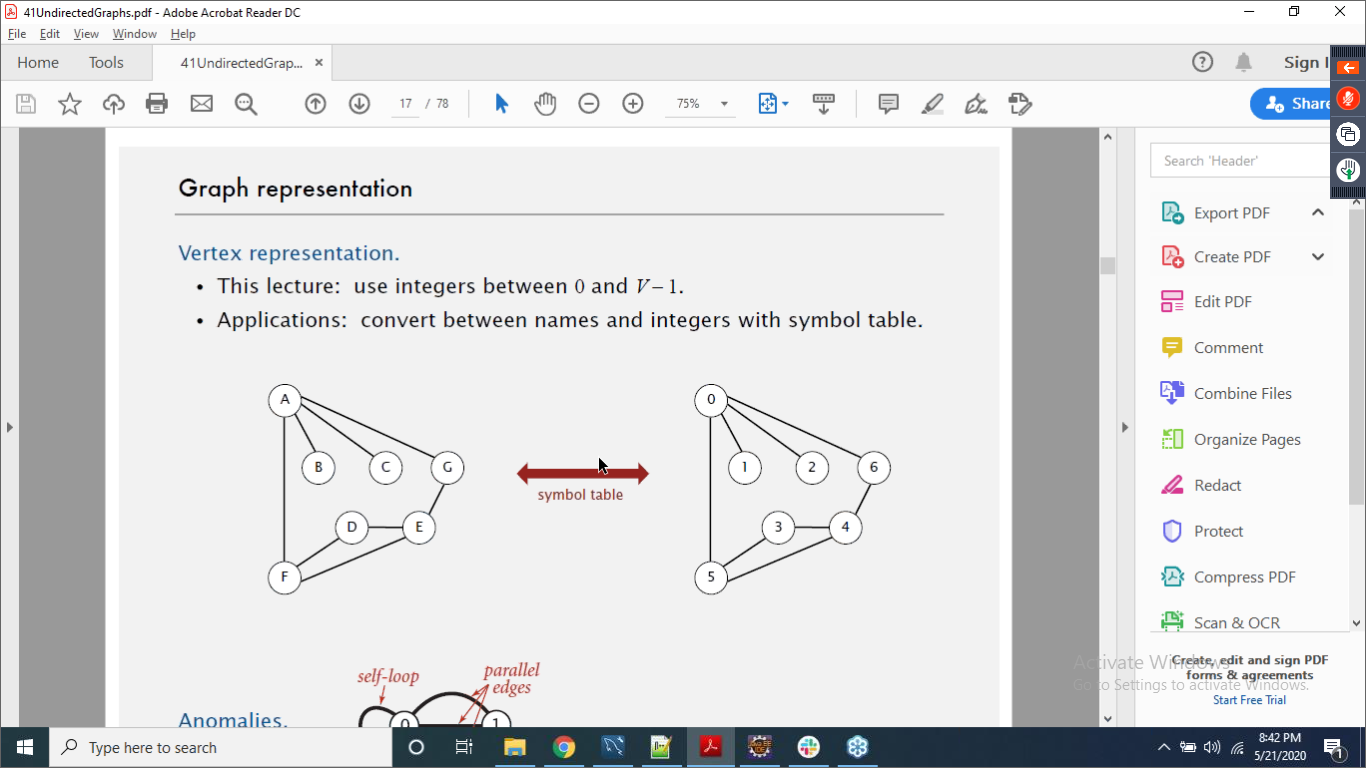 41UndirectedGraphs.pdf - Adobe Acrobat Reader DC
File Edit View Window Help
Home Tools 41UndirectedGrap... ×
Sign I
17 / 78
75%
Share
Graph representation
Vertex representation.
• This lecture: use integers between 0 and V – 1.
• Applications: convert between names and integers with symbol table.
A
B
C
G
D
E
F
symbol table
0
1
2
6
3
4
5
self-loop
parallel
edges
Anomalies.
0
1
Search 'Header'
Export PDF
Create PDF
Edit PDF
Comment
Combine Files
Organize Pages
Redact
Protect
Compress PDF
Scan & OCR
Create, edit and sign PDF
forms & agreements
Start Free Trial
Activate Windows
Go to Settings to activate Windows.
Type here to search
8:42 PM
5/21/2020
1